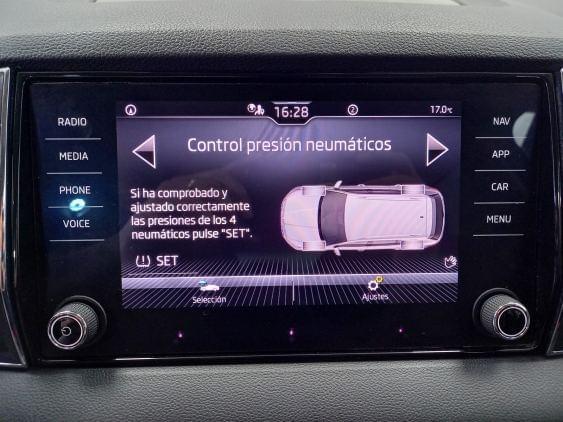 16:28
2
17.0°C
RADIO
MEDIA
PHONE
VOICE
Control presión neumáticos
Si ha comprobado y
ajustado correctamente
las presiones de los 4
neumáticos pulse "SET".
(!) SET
Selección
Ajustes
NAV
APP
CAR
MENU